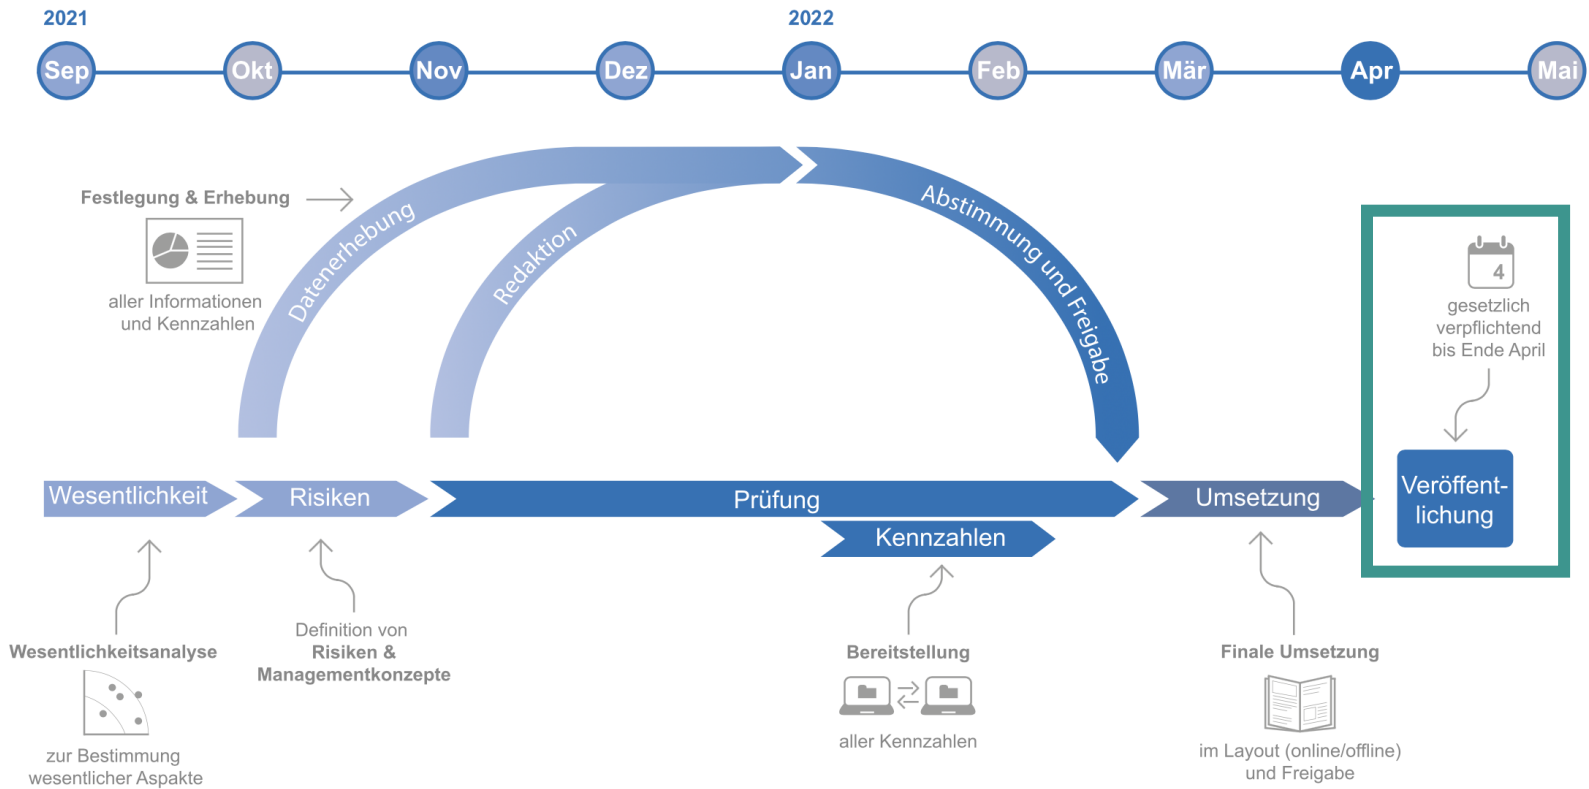 2021
2022
Sep
Okt
Nov
Dez
Jan
Feb
Mär
Apr
Mai
Festlegung & Erhebung
aller Informationen
und Kennzahlen
Datenerhebung
Redaktion
Abstimmung und Freigabe
4
gesetzlich
verpflichtend
bis Ende April
Veröffent-
lichung
Wesentlichkeit
Risiken
Prüfung
Umsetzung
Kennzahlen
Wesentlichkeitsanalyse
zur Bestimmung
wesentlicher Aspakte
Definition von
Risiken &
Managementkonzepte
Bereitstellung
aller Kennzahlen
Finale Umsetzung
im Layout (online/offline)
und Freigabe